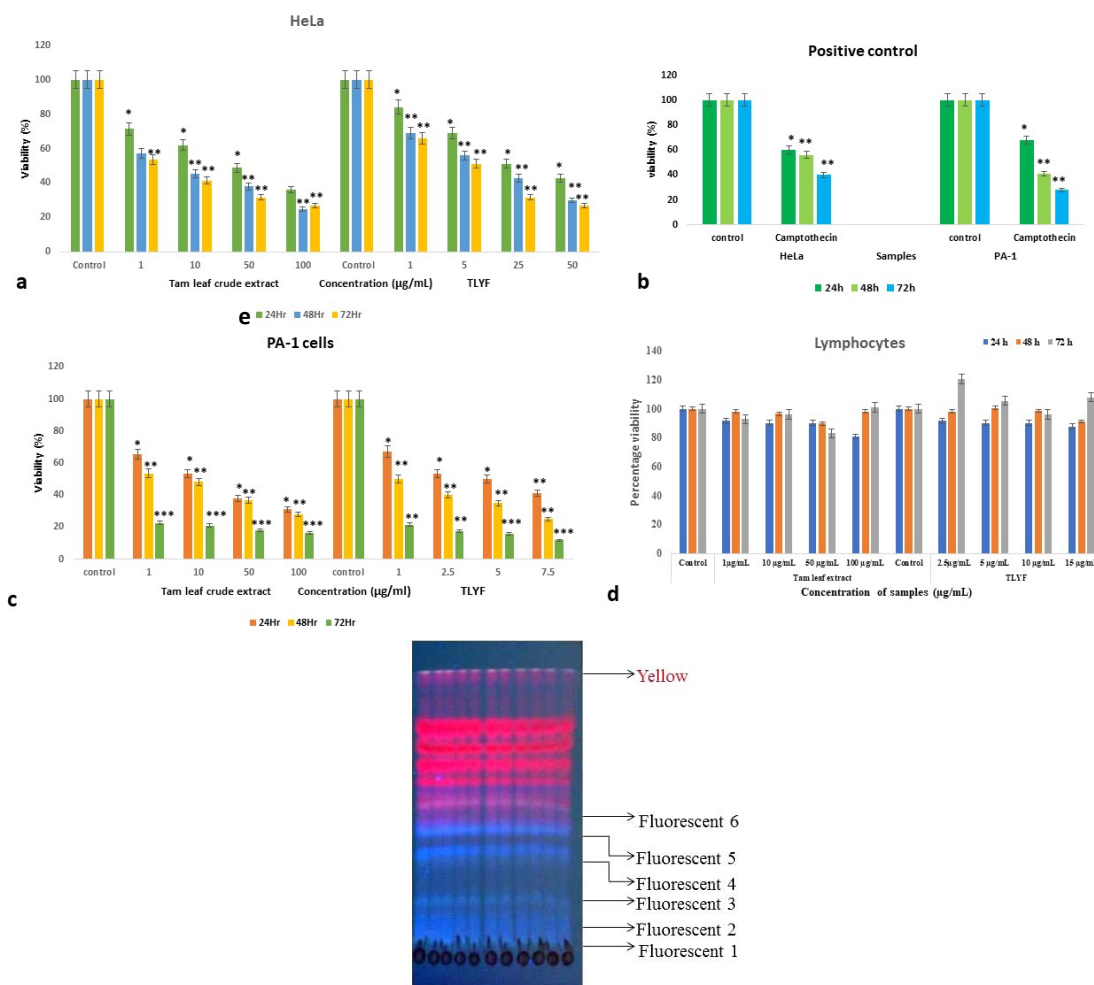 HeLa
120
100
80
60
40
20
0
Viability (%)
* ** * ** ** * ** ** ** ** * ** ** * ** ** * ** ** * ** **
Control 1 10 50 100 Control 1 5 25 50
Tam leaf crude extract Concentration (µg/mL) TLYF
a
e 24Hr 48Hr 72Hr
Positive control
120
100
80
60
40
20
0
viability (%)
* ** ** * ** **
control Camptothecin control Camptothecin
HeLa Samples PA-1
b
24h 48h 72h
PA-1 cells
120
100
80
60
40
20
0
Viability (%)
* ** *** * ** *** * ** *** * ** *** * ** ** * ** ** * ** *** * ** ***
control 1 10 50 100 control 1 2.5 5 7.5
Tam leaf crude extract Concentration (µg/ml) TLYF
c
24Hr 48Hr 72Hr
Lymphocytes
24 h 48 h 72 h
140
120
100
80
60
40
20
0
Percentage viability
Control 1µg/mL 10 µg/mL 50 µg/mL 100 µg/mL Control 2.5µg/mL 5 µg/mL 10 µg/mL 15 µg/mL
Tam leaf extract TLYF
Concentration of samples (µg/mL)
d
Yellow
Fluorescent 6
Fluorescent 5
Fluorescent 4
Fluorescent 3
Fluorescent 2
Fluorescent 1